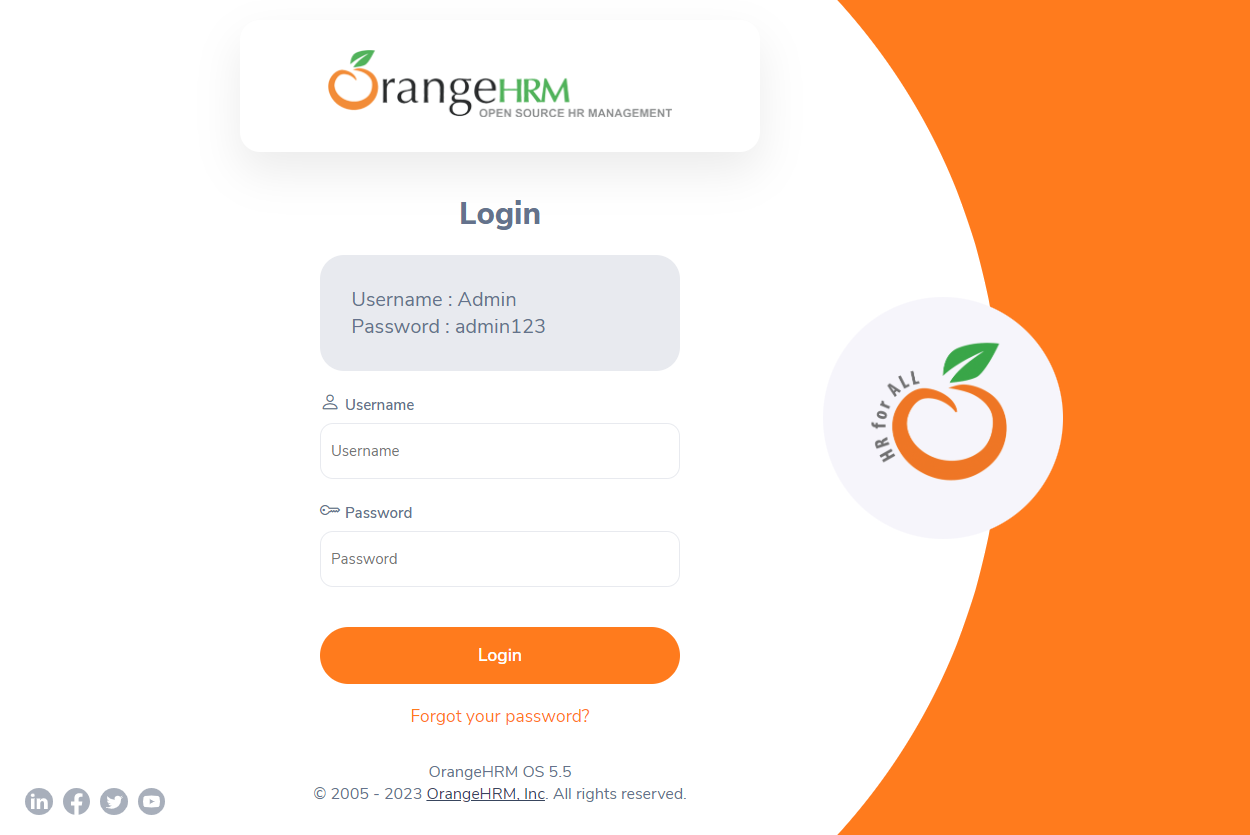 OrangeHRM
OPEN SOURCE HR MANAGEMENT
Login
Username : Admin
Password : admin123
Username
Username
Password
Password
Login
Forgot your password?
OrangeHRM OS 5.5
© 2005 - 2023 OrangeHRM, Inc. All rights reserved.
HR for ALL